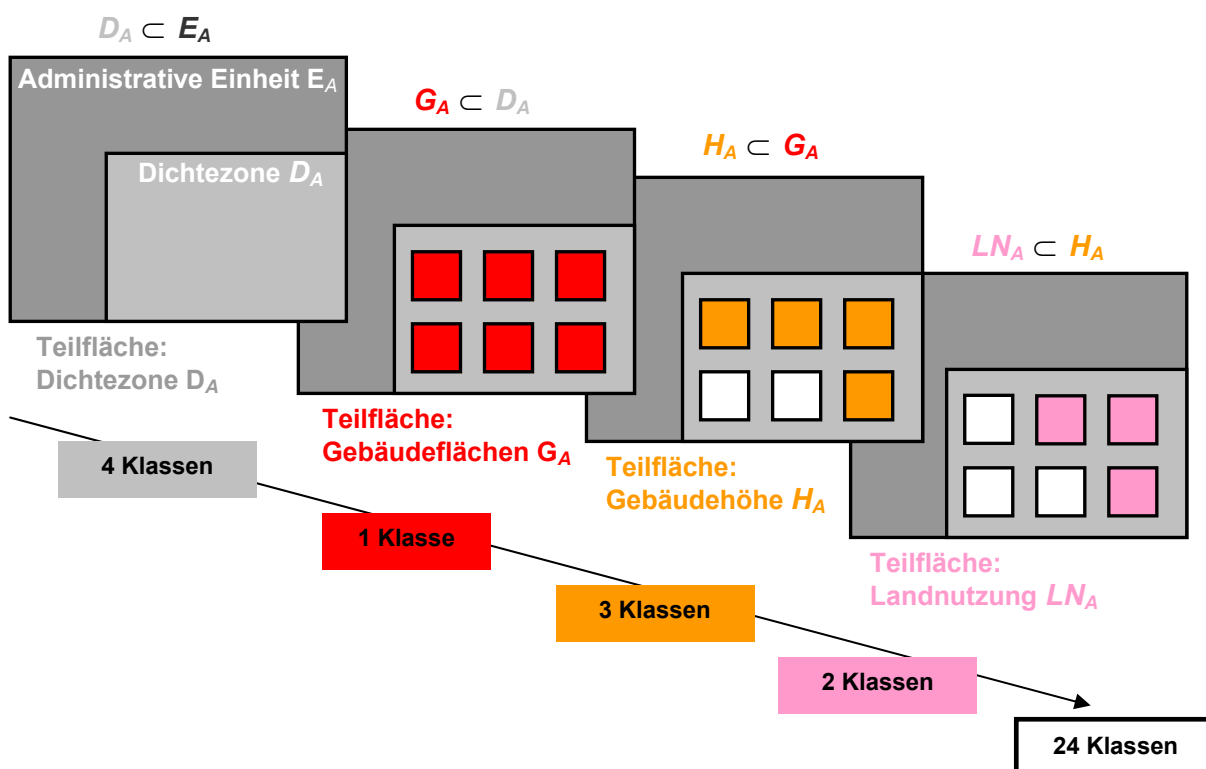 D_A ⊂ E_A
Administrative Einheit E_A
Dichtezone D_A
Teilfläche:
Dichtezone D_A
G_A ⊂ D_A
Teilfläche:
Gebäudeflächen G_A
H_A ⊂ G_A
Teilfläche:
Gebäudehöhe H_A
LN_A ⊂ H_A
Teilfläche:
Landnutzung LN_A
4 Klassen
1 Klasse
3 Klassen
2 Klassen
24 Klassen